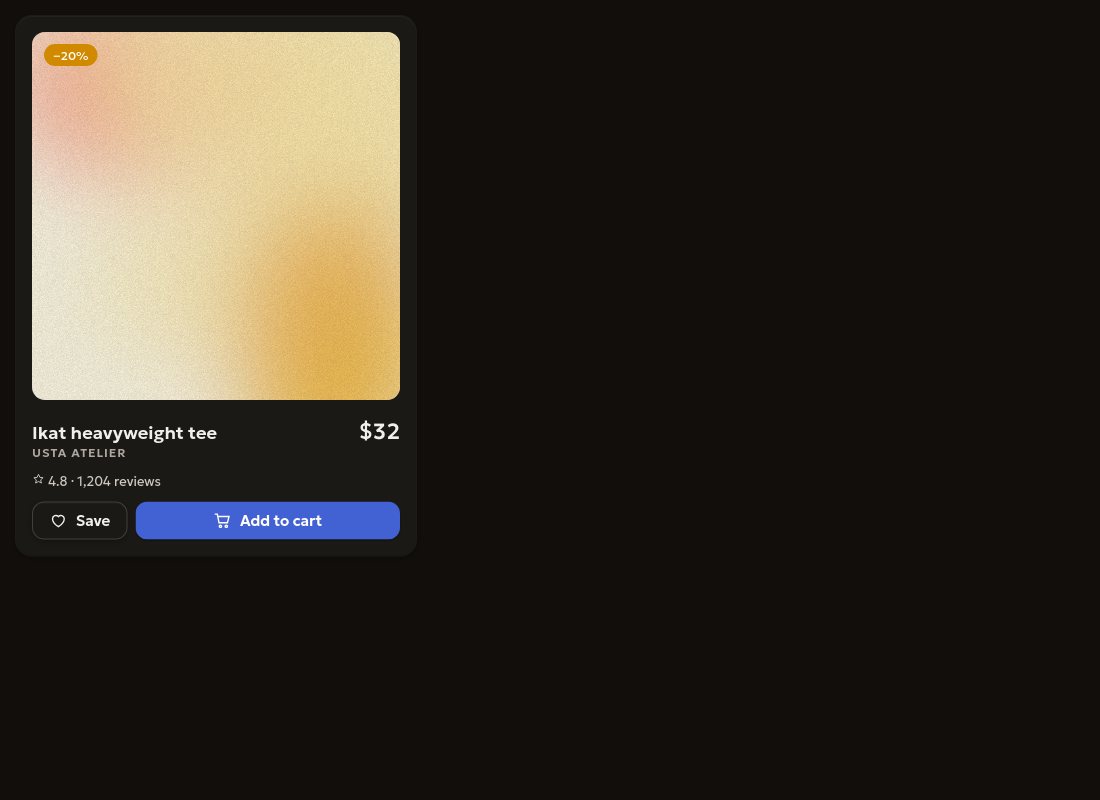 −20%
Ikat heavyweight tee
$32
USTA ATELIER
4.8 · 1,204 reviews
Save
Add to cart